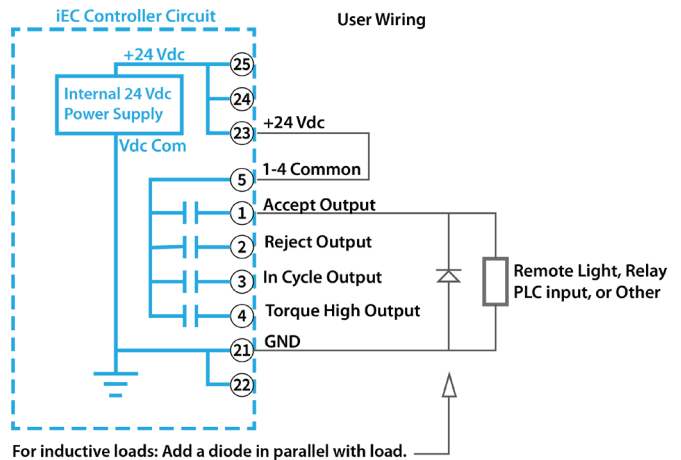 iEC Controller Circuit
User Wiring
+24 Vdc
25
Internal 24 Vdc
Power Supply
24
+24 Vdc
23
Vdc Com
1-4 Common
5
Accept Output
1
Reject Output
2
In Cycle Output
3
Remote Light, Relay
PLC input, or Other
Torque High Output
4
GND
21
22
For inductive loads: Add a diode in parallel with load.